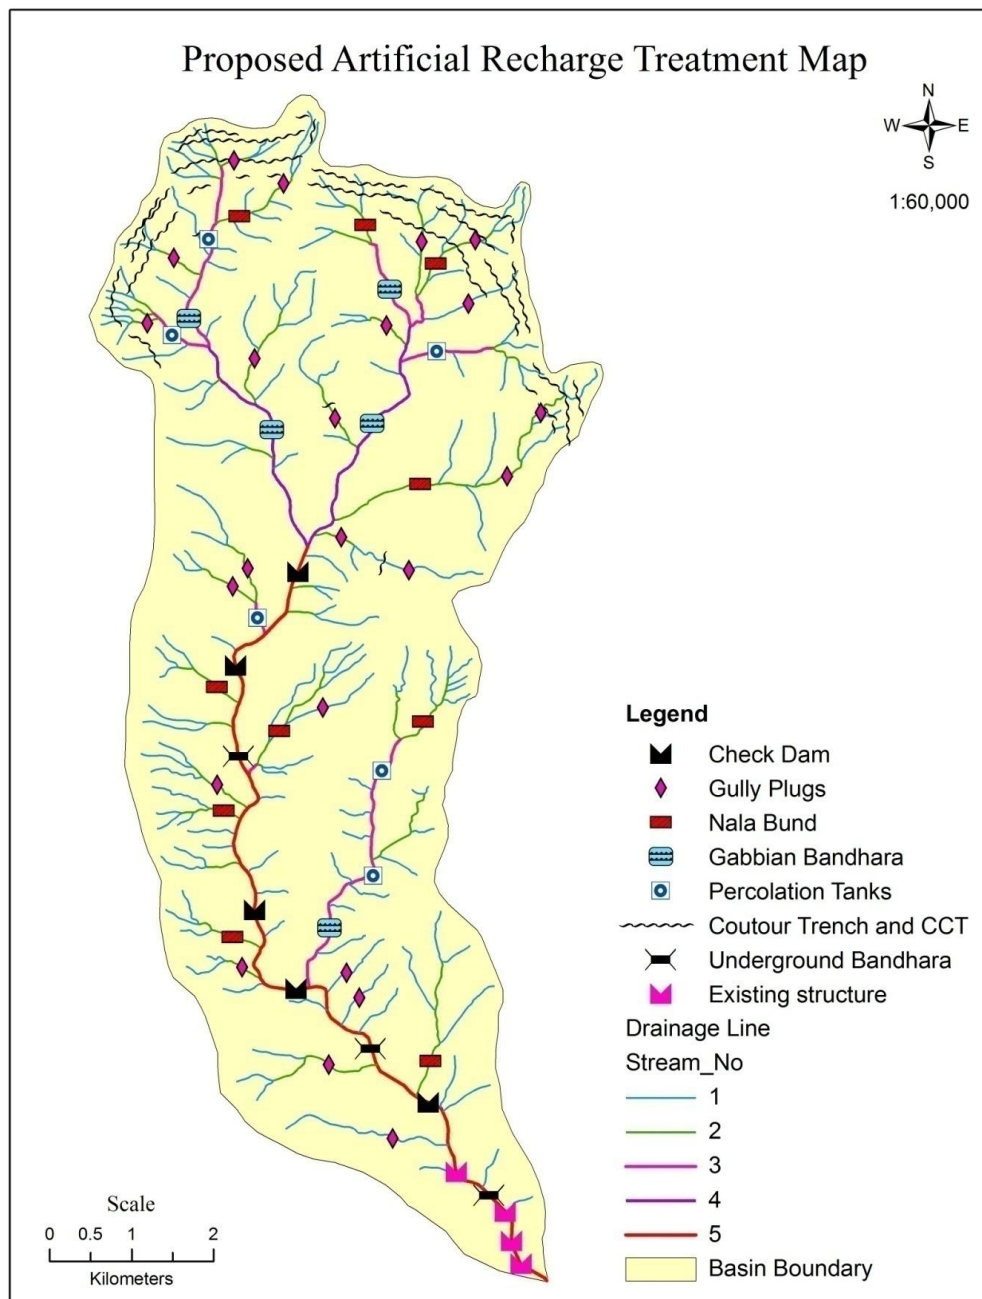 Proposed Artificial Recharge Treatment Map
N
W E
S
1:60,000
Legend
Check Dam
Gully Plugs
Nala Bund
Gabbian Bandhara
Percolation Tanks
Coutour Trench and CCT
Underground Bandhara
Existing structure
Drainage Line
Stream_No
1
2
3
4
5
Basin Boundary
Scale
0 0.5 1 2
Kilometers